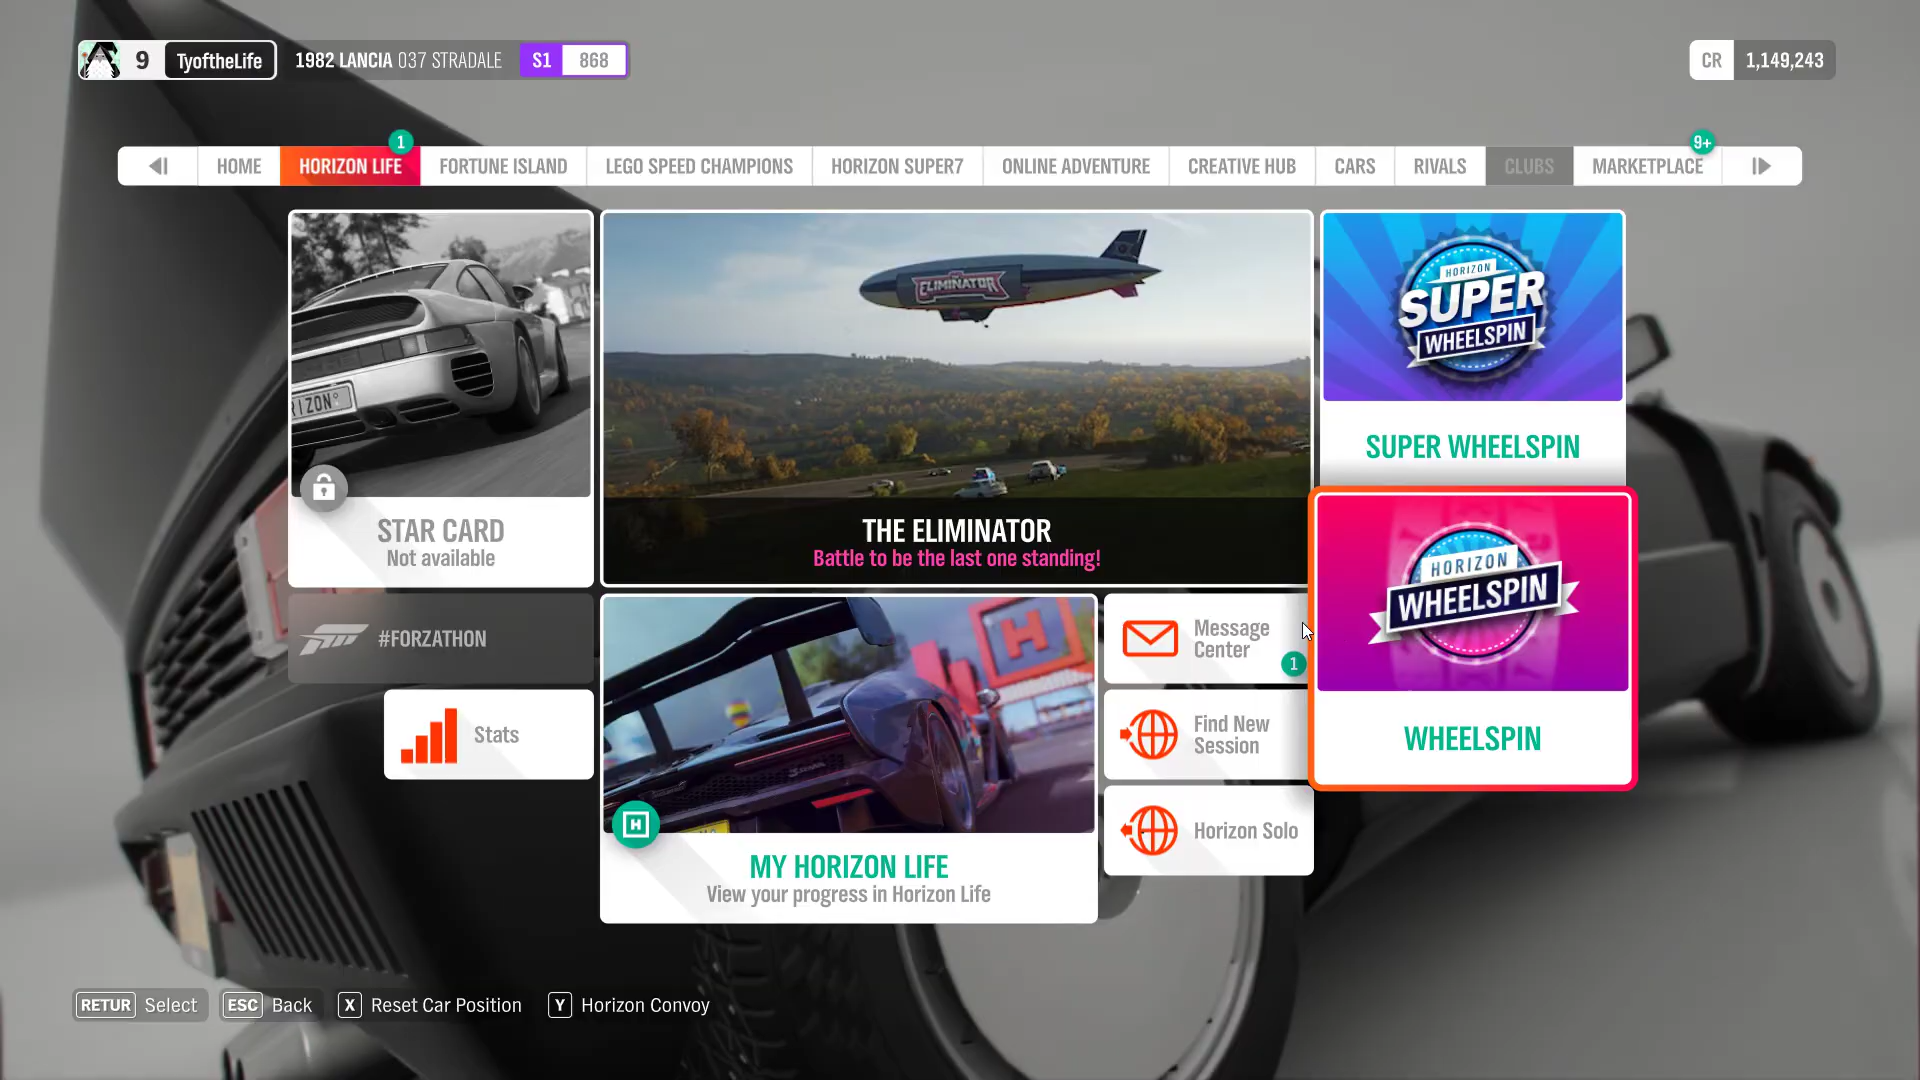 9 TyoftheLife 1982 LANCIA 037 STRADALE S1 868
CR 1,149,243
1
9+
HOME HORIZON LIFE FORTUNE ISLAND LEGO SPEED CHAMPIONS HORIZON SUPER7 ONLINE ADVENTURE CREATIVE HUB CARS RIVALS CLUBS MARKETPLACE
RIZON
STAR CARD
Not available
ELIMINATOR
THE ELIMINATOR
Battle to be the last one standing!
HORIZON
SUPER
WHEELSPIN
SUPER WHEELSPIN
HORIZON
WHEELSPIN
WHEELSPIN
#FORZATHON
Stats
H
H
MY HORIZON LIFE
View your progress in Horizon Life
Message
Center
1
Find New
Session
Horizon Solo
RETUR Select ESC Back X Reset Car Position Y Horizon Convoy